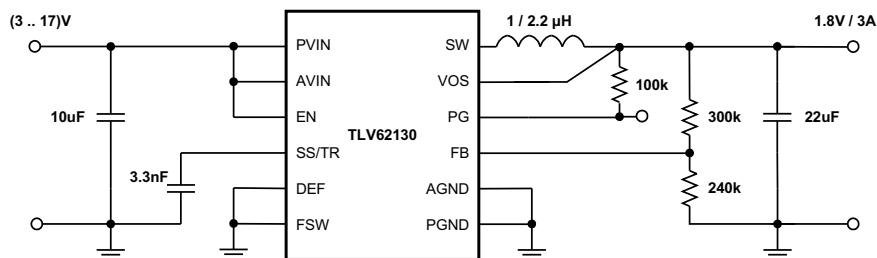 (3 .. 17)V
1 / 2.2 µH
1.8V / 3A
PVIN
SW
AVIN
VOS
100k
10uF
EN
PG
300k
22uF
TLV62130
SS/TR
FB
3.3nF
DEF
AGND
240k
FSW
PGND